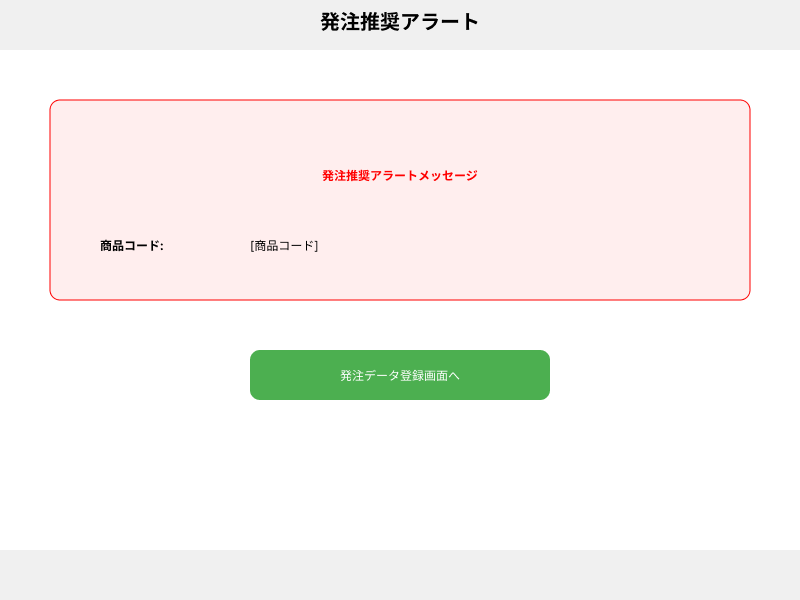 発注推奨アラート
発注推奨アラートメッセージ
商品コード: [商品コード]
発注データ登録画面へ